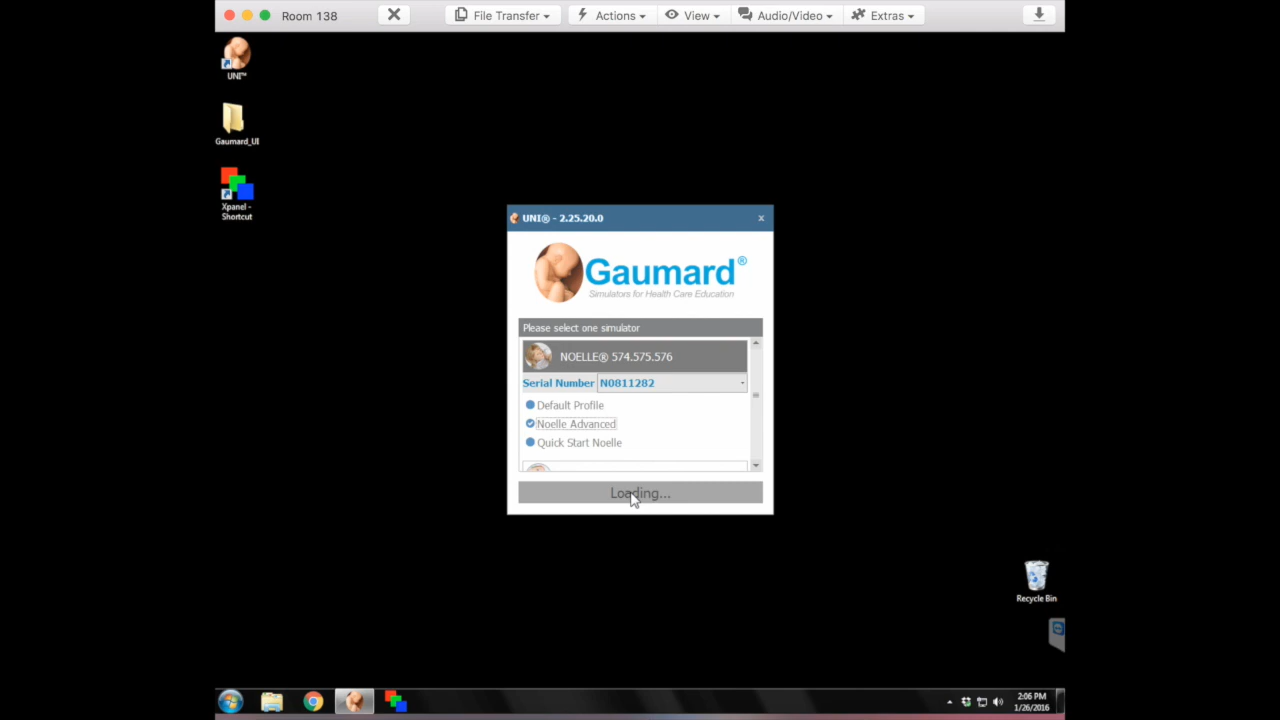 Room 138
File Transfer
Actions
View
Audio/Video
Extras
UNI™
Gaumard_UI
Xpanel -
Shortcut
UNI® - 2.25.20.0
x
Gaumard®
Simulators for Health Care Education
Please select one simulator
NOELLE® 574.575.576
Serial Number N0811282
Default Profile
Noelle Advanced
Quick Start Noelle
Loading...
Recycle Bin
2:06 PM
1/26/2016